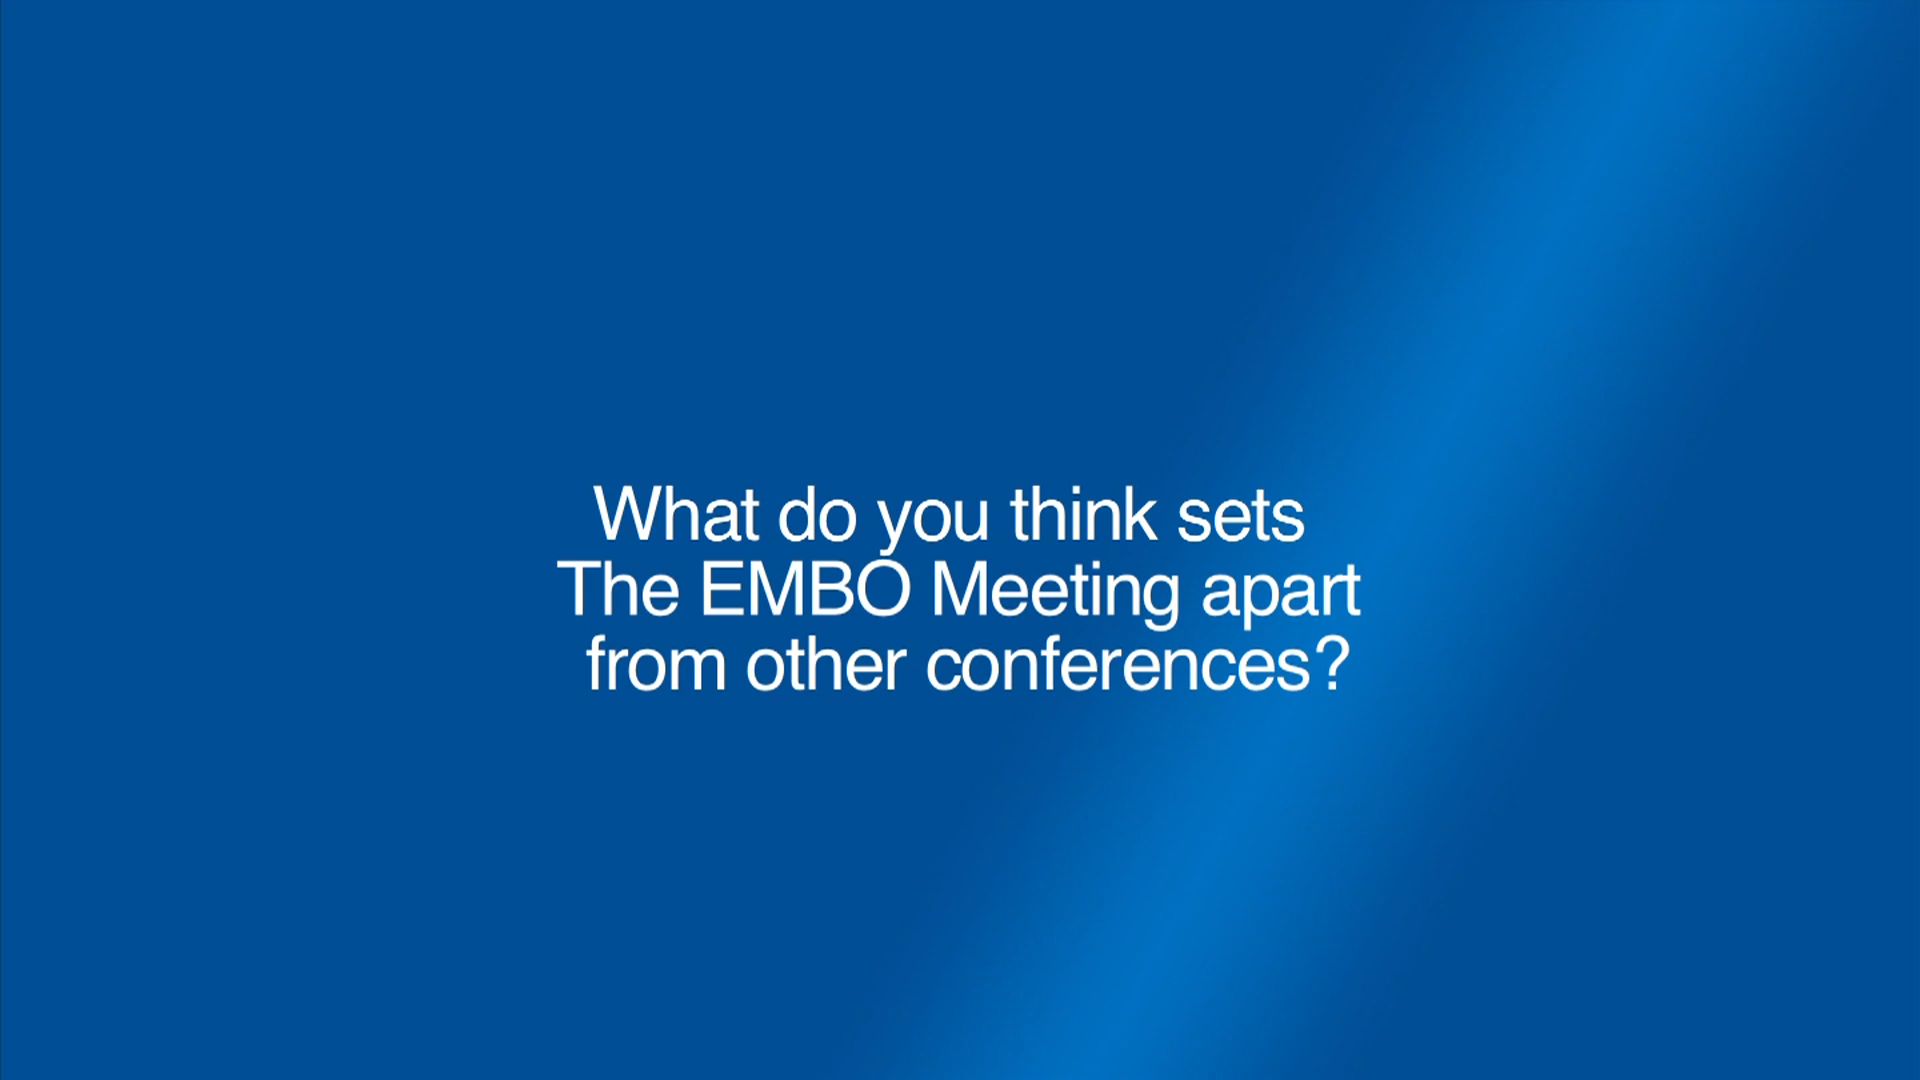 What do you think sets
The EMBO Meeting apart
from other conferences?